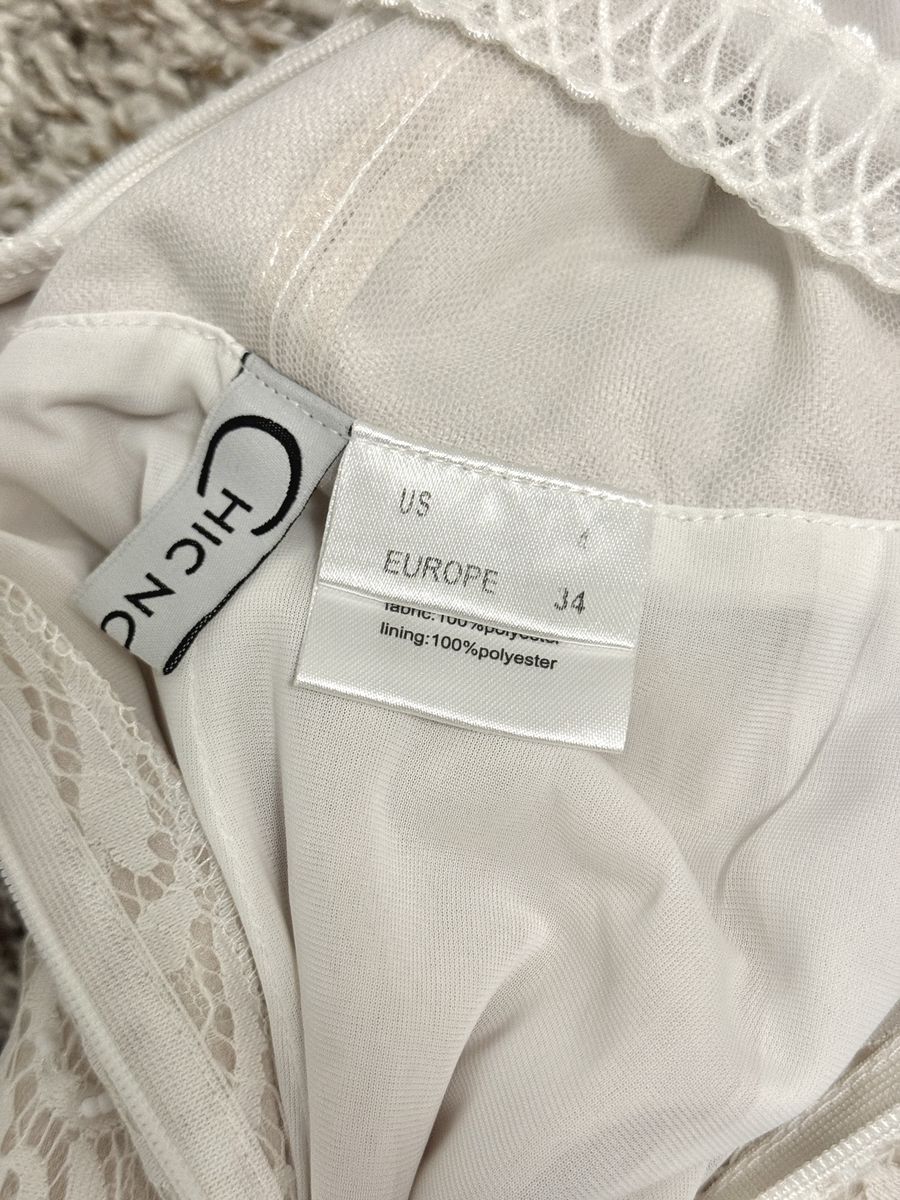 CHIC NO
US
EUROPE 34
fabric:100%polyester
lining:100%polyester